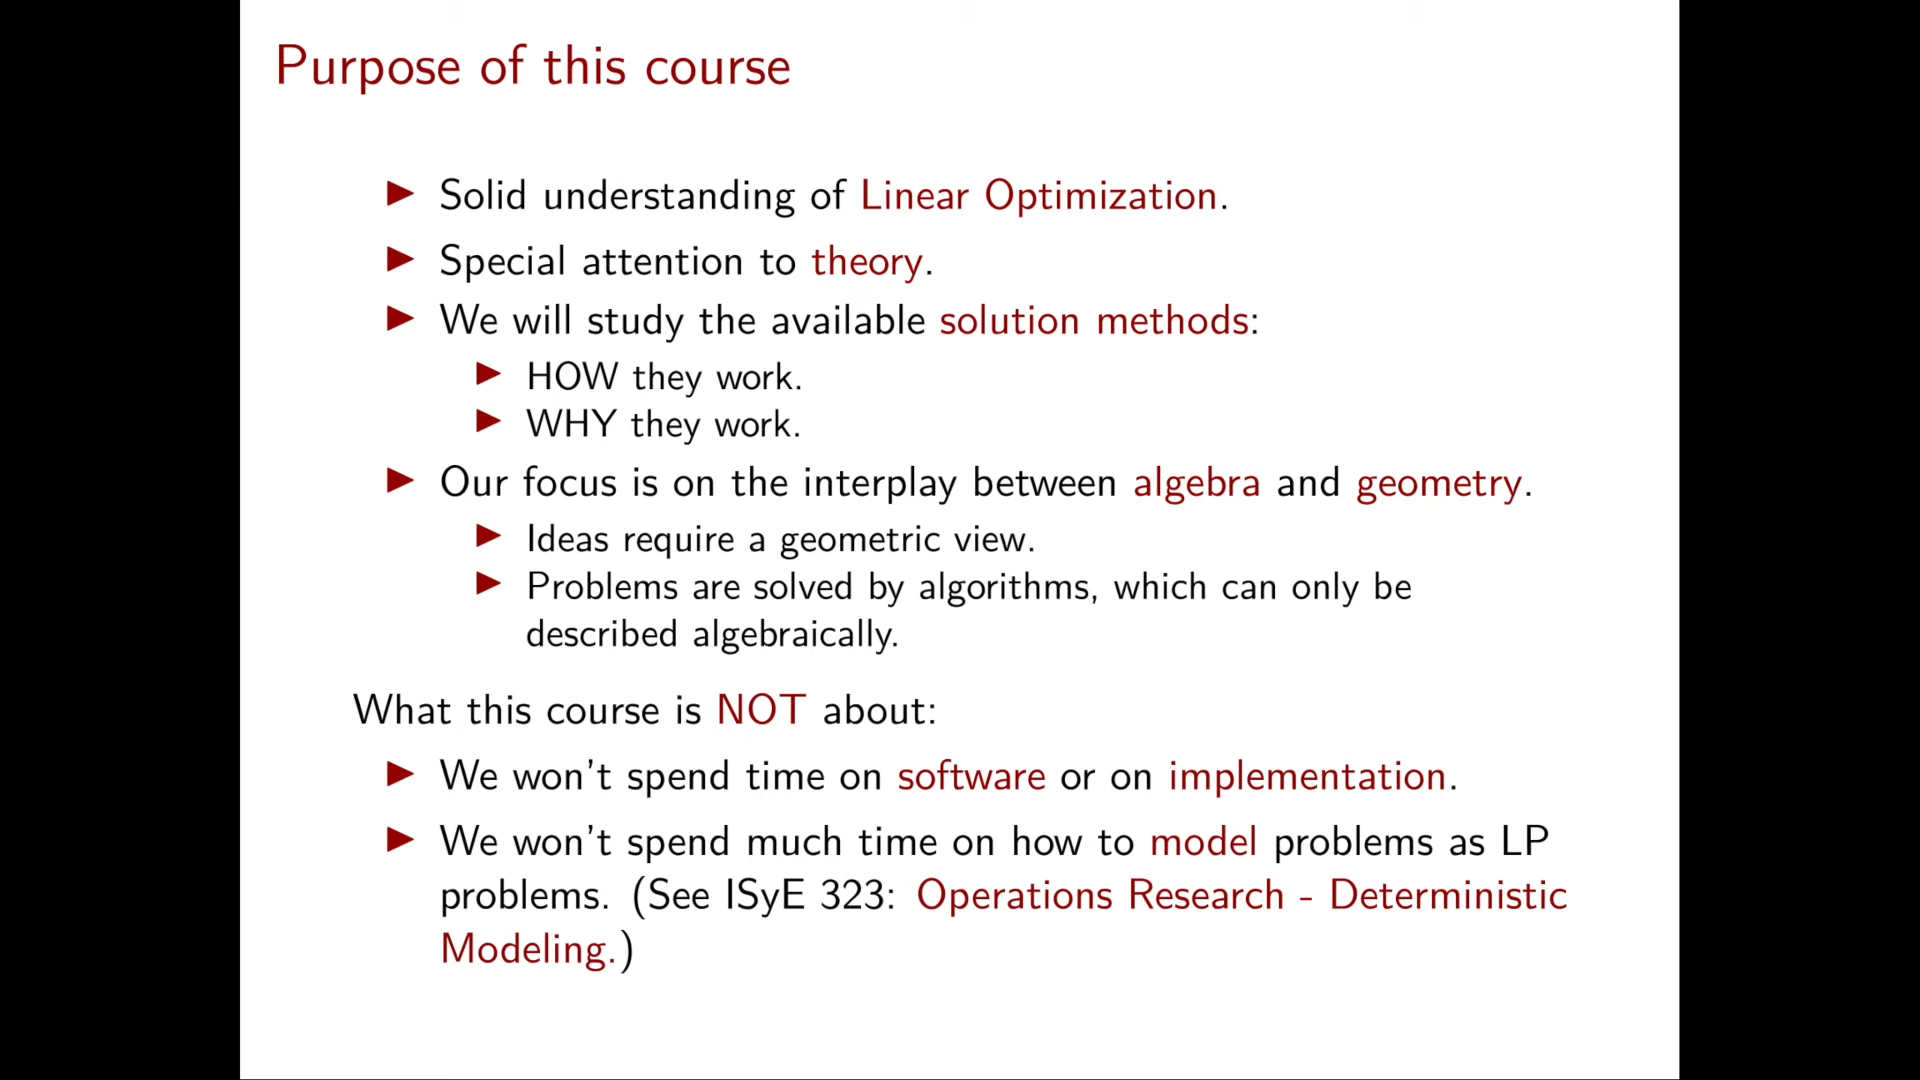 Purpose of this course
▶ Solid understanding of Linear Optimization.
▶ Special attention to theory.
▶ We will study the available solution methods:
▶ HOW they work.
▶ WHY they work.
▶ Our focus is on the interplay between algebra and geometry.
▶ Ideas require a geometric view.
▶ Problems are solved by algorithms, which can only be
described algebraically.
What this course is NOT about:
▶ We won't spend time on software or on implementation.
▶ We won't spend much time on how to model problems as LP
problems. (See ISyE 323: Operations Research - Deterministic
Modeling.)